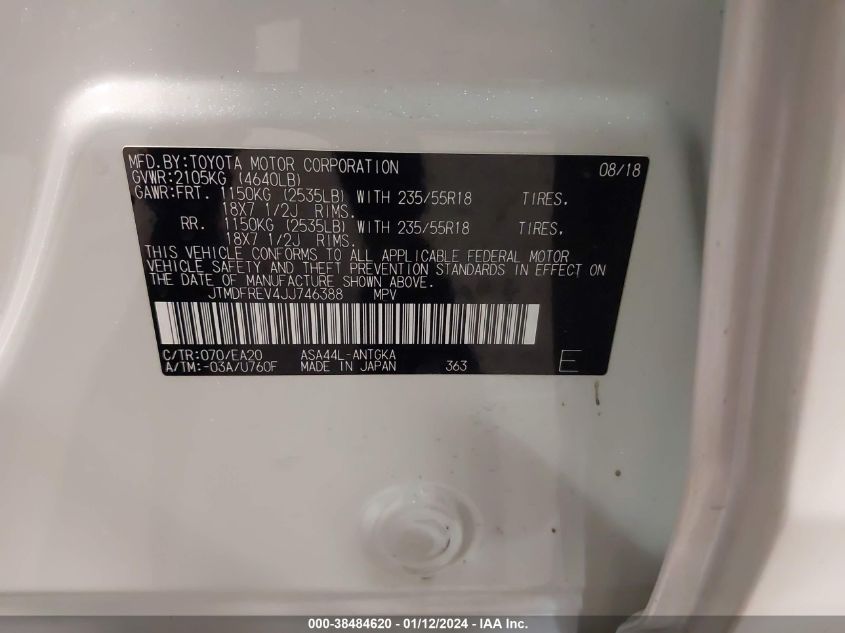 MFD.BY:TOYOTA MOTOR CORPORATION 08/18
GVWR:2105KG (4640LB)
GAWR:FRT. 1150KG (2535LB) WITH 235/55R18 TIRES.
18X7 1/2J RIMS.
RR. 1150KG (2535LB) WITH 235/55R18 TIRES,
18X7 1/2J RIMS.
THIS VEHICLE CONFORMS TO ALL APPLICABLE FEDERAL MOTOR
VEHICLE SAFETY AND THEFT PREVENTION STANDARDS IN EFFECT ON
THE DATE OF MANUFACTURE SHOWN ABOVE.
JTMDFREV4JJ746388 MPV
C/TR:070/EA20 ASA44L-ANTGKA
A/TM:-03A/U760F MADE IN JAPAN 363 E
000-38484620 - 01/12/2024 - IAA Inc.